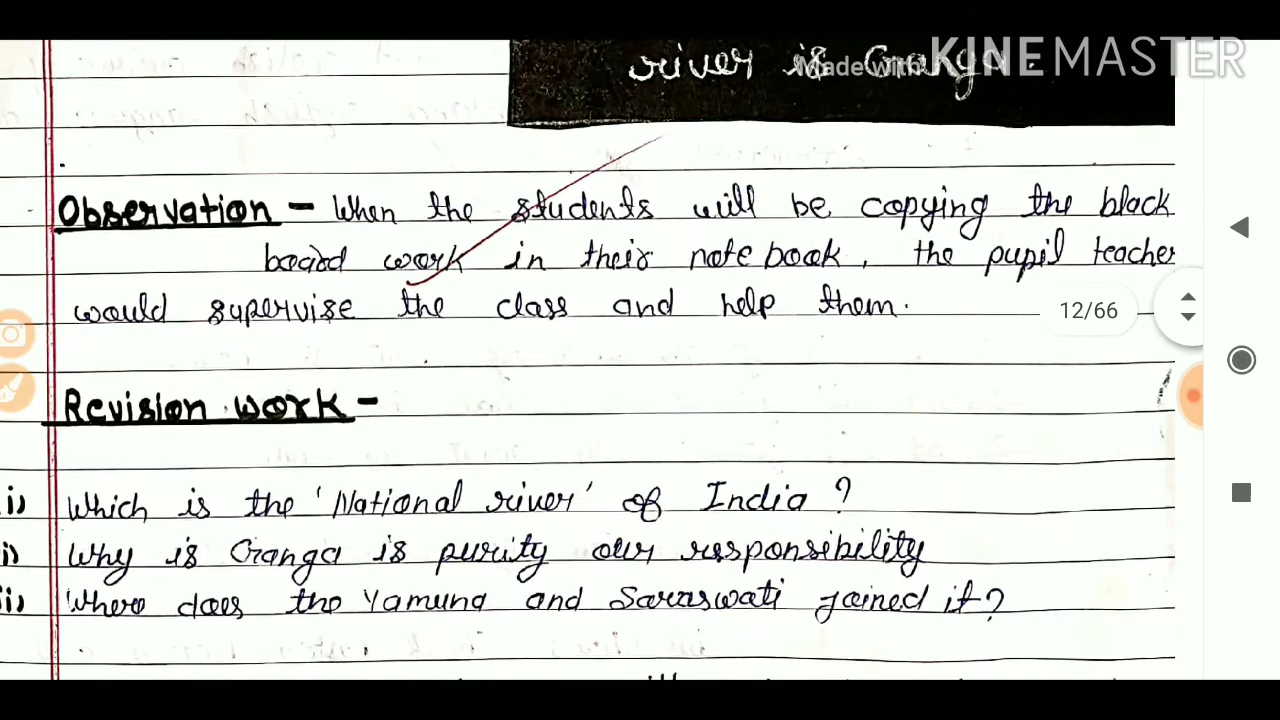 river is Ganga.
Made with KINEMASTER
Observation - When the students will be copying the black
board work in their note book, the pupil teacher
would supervise the class and help them.
12/66
Revision work -
i) Which is the 'National river' of India?
i) Why is Ganga is purity our responsibility
ii) Where does the Yamuna and Saraswati joined it?